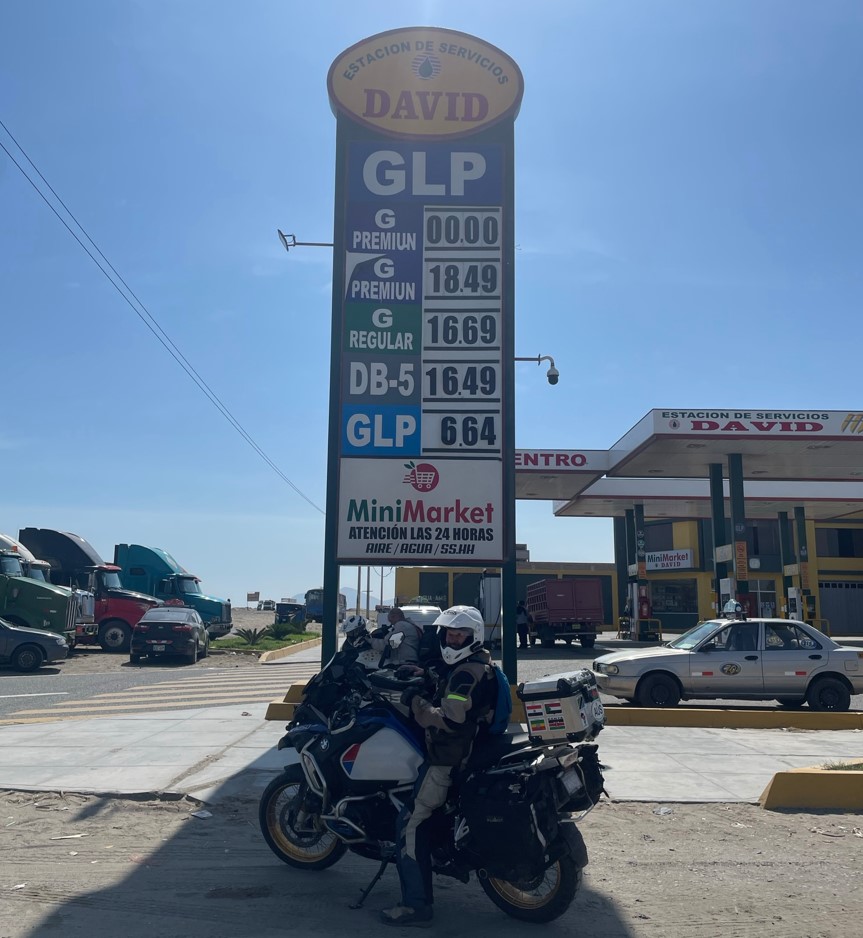 ESTACION DE SERVICIOS
DAVID
GLP
G
PREMIUN
00.00
G
PREMIUN
18.49
G
REGULAR
16.69
DB-5
16.49
GLP
6.64
MiniMarket
ATENCIÓN LAS 24 HORAS
AIRE / AGUA / SS.HH
ESTACION DE SERVICIOS
DAVID
ENTRO
MiniMarket
DAVID